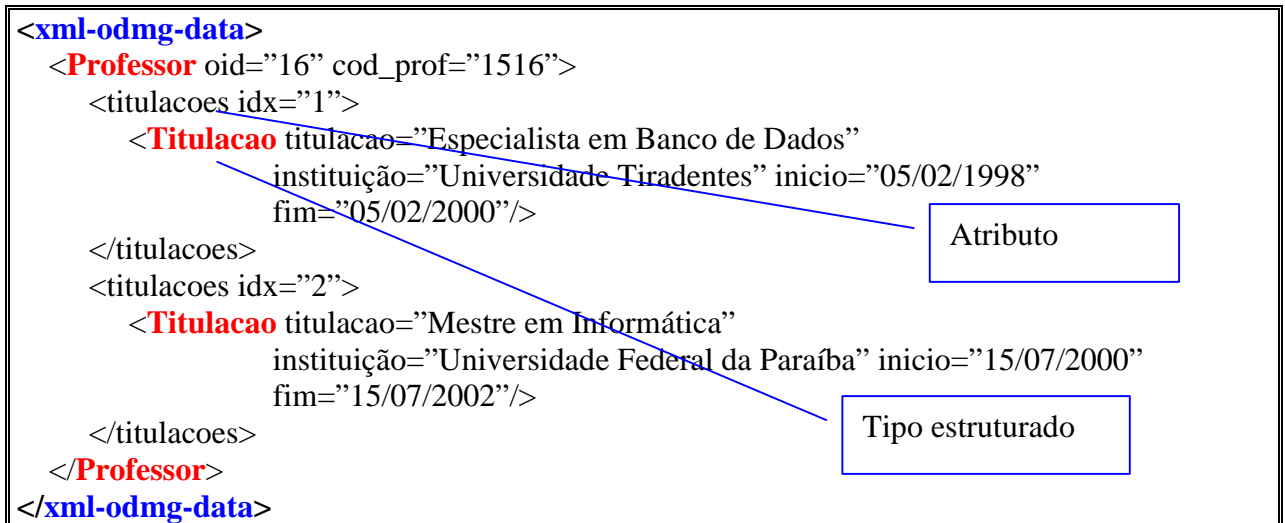 <xml-odmg-data>
<Professor oid=”16” cod_prof=”1516”>
<titulacoes idx=”1”>
<Titulacao titulacao=”Especialista em Banco de Dados”
instituição=”Universidade Tiradentes” inicio=”05/02/1998”
fim=”05/02/2000”/>
Atributo
</titulacoes>
<titulacoes idx=”2”>
<Titulacao titulacao=”Mestre em Informática”
instituição=”Universidade Federal da Paraíba” inicio=”15/07/2000”
fim=”15/07/2002”/>
Tipo estruturado
</titulacoes>
</Professor>
</xml-odmg-data>